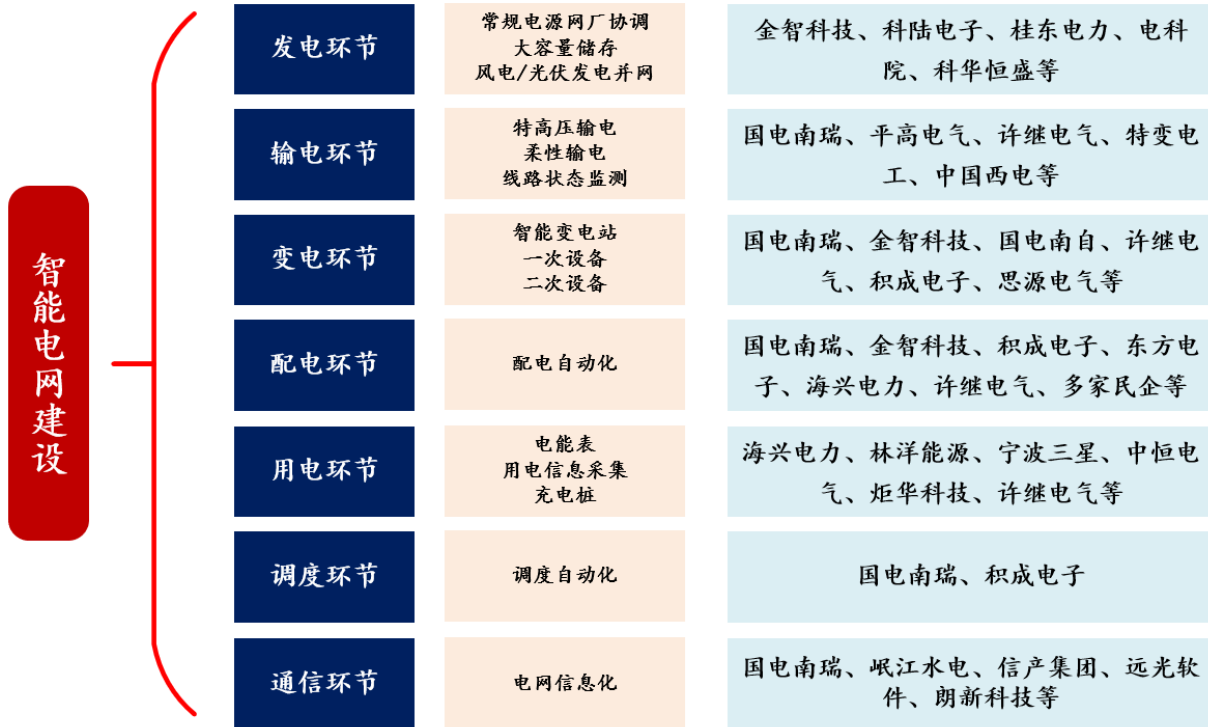 智能电网建设
发电环节
常规电源网厂协调
大容量储存
风电/光伏发电并网
金智科技、科陆电子、桂东电力、电科
院、科华恒盛等
输电环节
特高压输电
柔性输电
线路状态监测
国电南瑞、平高电气、许继电气、特变电
工、中国西电等
变电环节
智能变电站
一次设备
二次设备
国电南瑞、金智科技、国电南自、许继电
气、积成电子、思源电气等
配电环节
配电自动化
国电南瑞、金智科技、积成电子、东方电
子、海兴电力、许继电气、多家民企等
用电环节
电能表
用电信息采集
充电桩
海兴电力、林洋能源、宁波三星、中恒电
气、炬华科技、许继电气等
调度环节
调度自动化
国电南瑞、积成电子
通信环节
电网信息化
国电南瑞、岷江水电、信产集团、远光软
件、朗新科技等